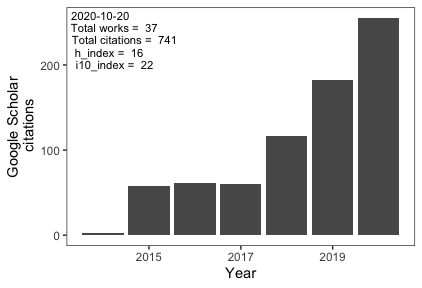 2020-10-20
Total works = 37
Total citations = 741
h_index = 16
i10_index = 22
200
100
0
Google Scholar
citations
2015 2017 2019
Year